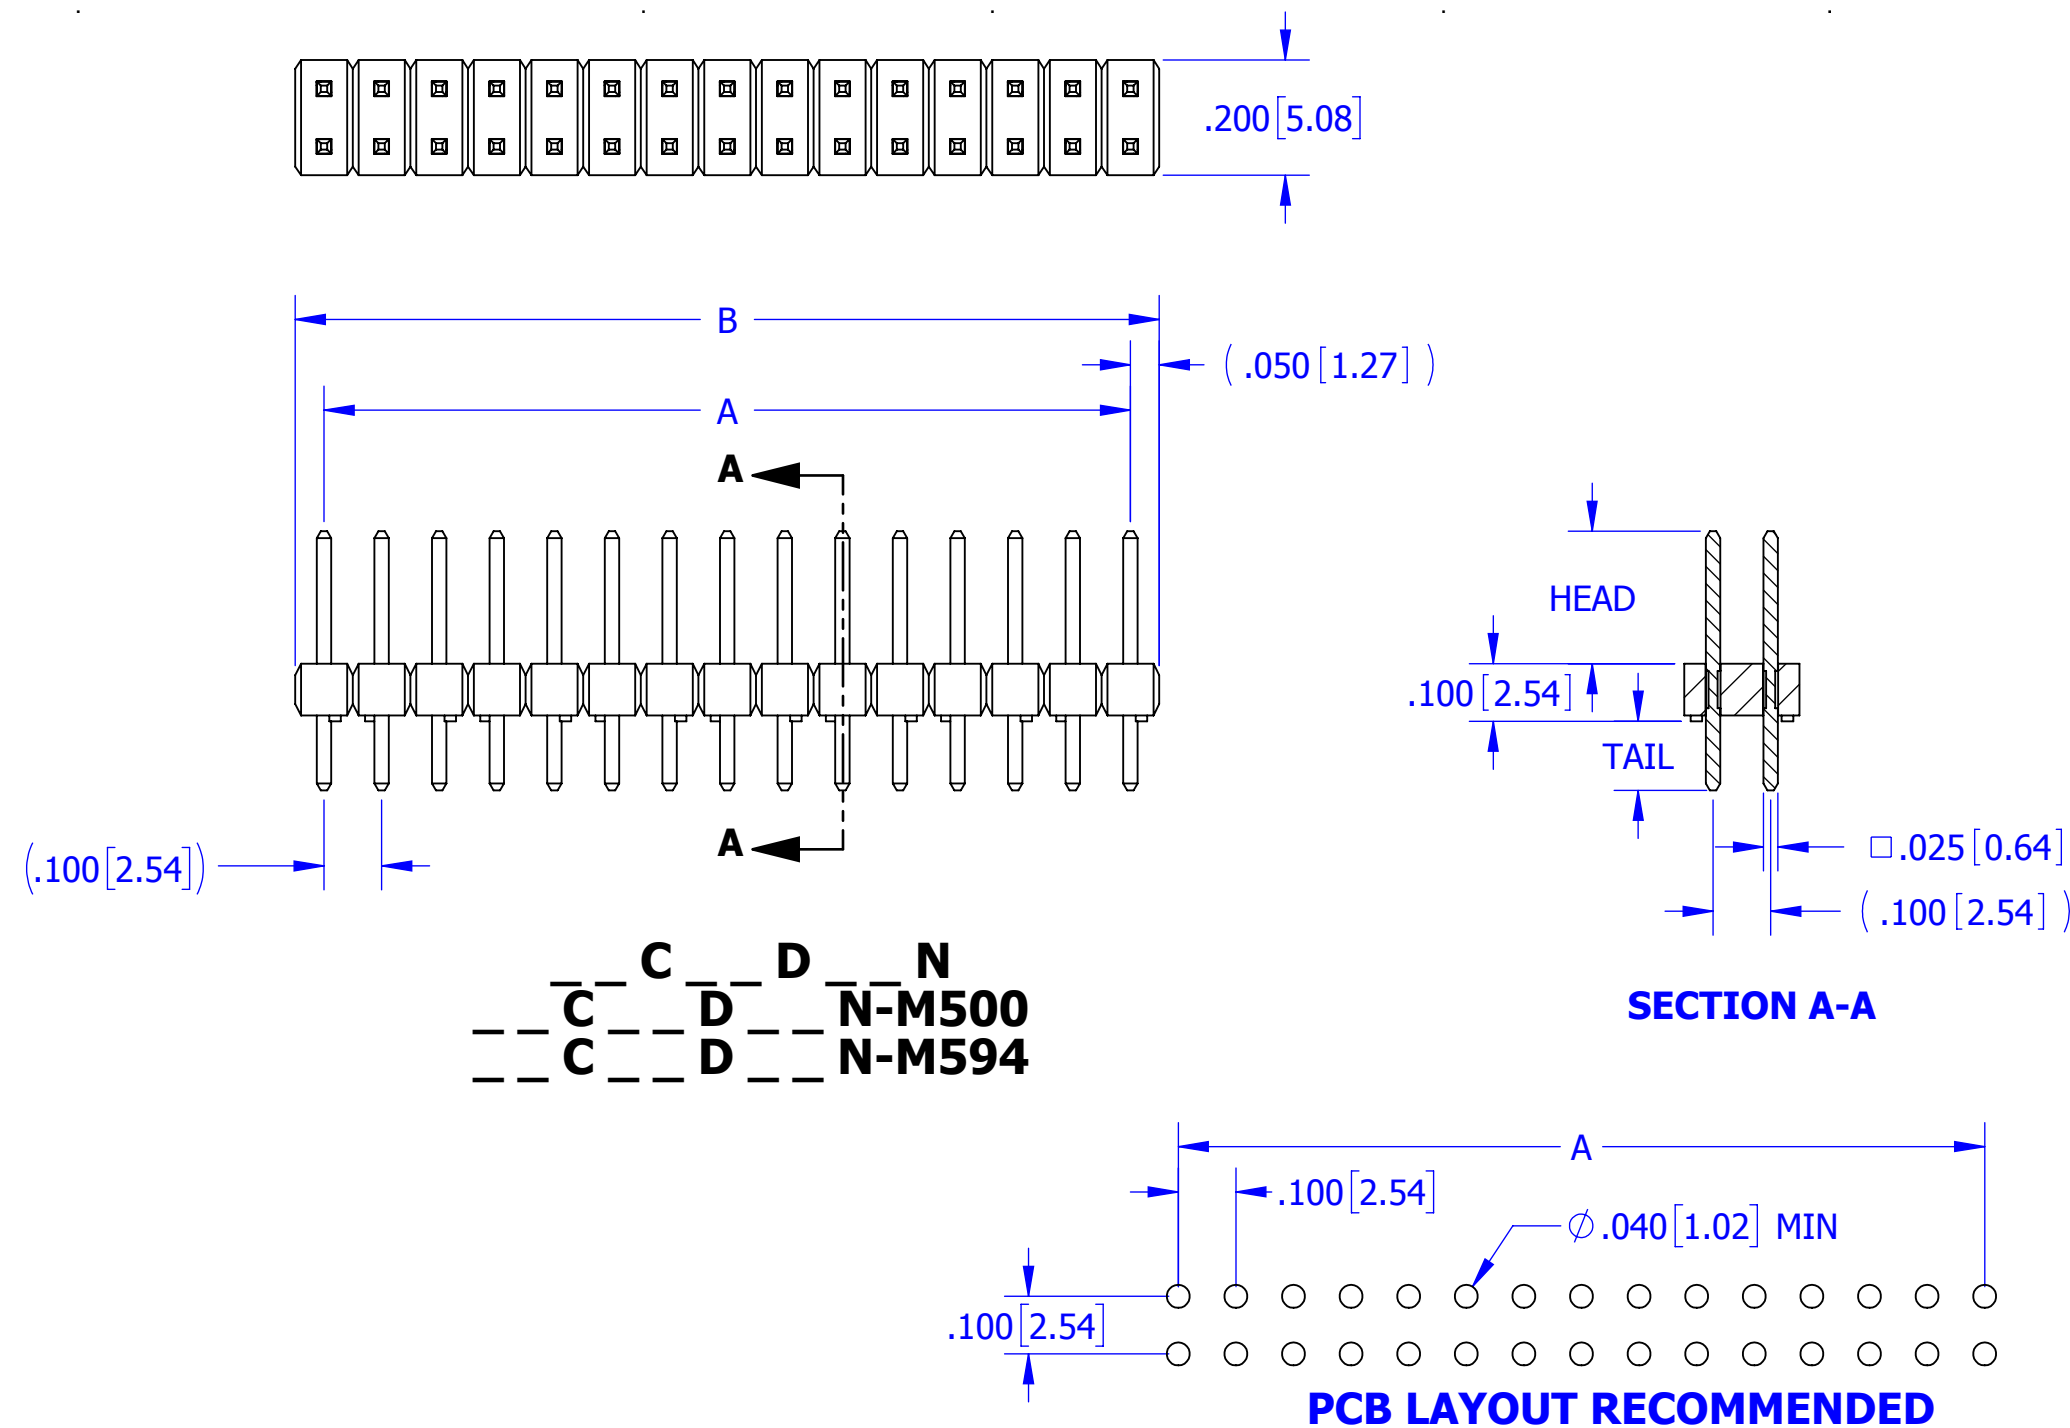 .200[5.08]
B
(.050[1.27])
A
A
HEAD
.100[2.54]
TAIL
A
(.100[2.54])
□.025[0.64]
(.100[2.54])
_ _ C _ _ D _ _ N
_ _ C _ _ D _ _ N-M500
_ _ C _ _ D _ _ N-M594
SECTION A-A
A
.100[2.54]
∅.040[1.02] MIN
.100[2.54]
PCB LAYOUT RECOMMENDED